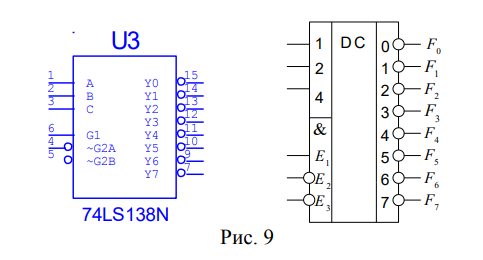 U3
1 A Y0 15
2 B Y1 14
3 C Y2 13
Y3 12
6 G1 Y4 11
4 ~G2A Y5 10
5 ~G2B Y6 9
Y7 7
74LS138N
1 DC 0 F₀
2 1 F₁
4 2 F₂
3 F₃
& 4 F₄
E₁ 5 F₅
E₂ 6 F₆
E₃ 7 F₇
Рис. 9